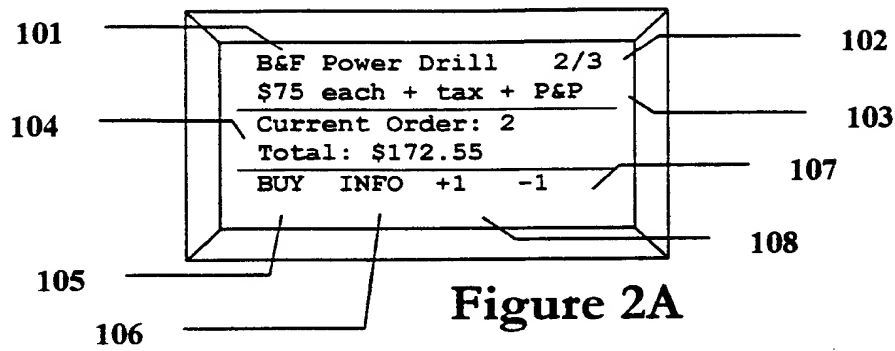 101
102
B&F Power Drill 2/3
$75 each + tax + P&P
103
104
Current Order: 2
Total: $172.55
107
BUY INFO +1 -1
108
105
Figure 2A
106